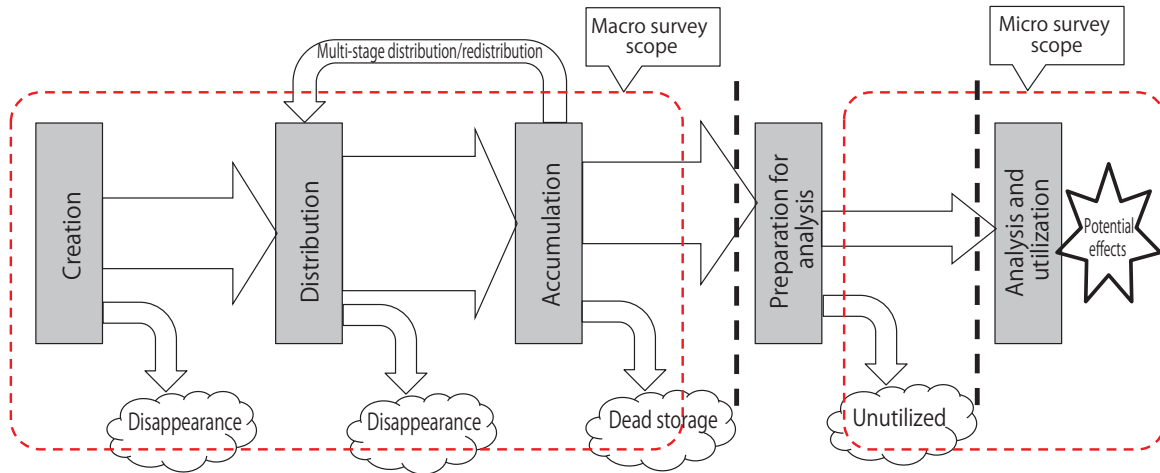 Macro survey
scope
Micro survey
scope
Multi-stage distribution/redistribution
Creation
Distribution
Accumulation
Preparation for
analysis
Analysis and
utilization
Potential
effects
Disappearance
Disappearance
Dead storage
Unutilized